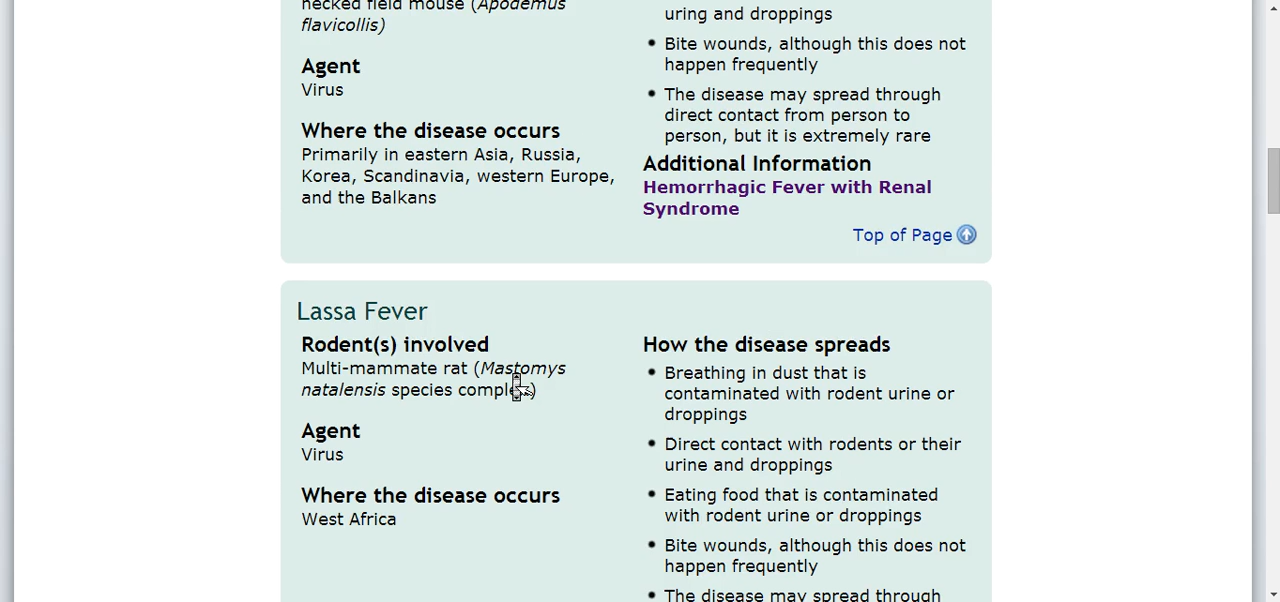 necked field mouse (Apodemus
flavicollis)
Agent
Virus
Where the disease occurs
Primarily in eastern Asia, Russia,
Korea, Scandinavia, western Europe,
and the Balkans
uring and droppings
• Bite wounds, although this does not
happen frequently
• The disease may spread through
direct contact from person to
person, but it is extremely rare
Additional Information
Hemorrhagic Fever with Renal
Syndrome
Top of Page
Lassa Fever
Rodent(s) involved
Multi-mammate rat (Mastomys
natalensis species complex)
Agent
Virus
Where the disease occurs
West Africa
How the disease spreads
• Breathing in dust that is
contaminated with rodent urine or
droppings
• Direct contact with rodents or their
urine and droppings
• Eating food that is contaminated
with rodent urine or droppings
• Bite wounds, although this does not
happen frequently
• The disease may spread through